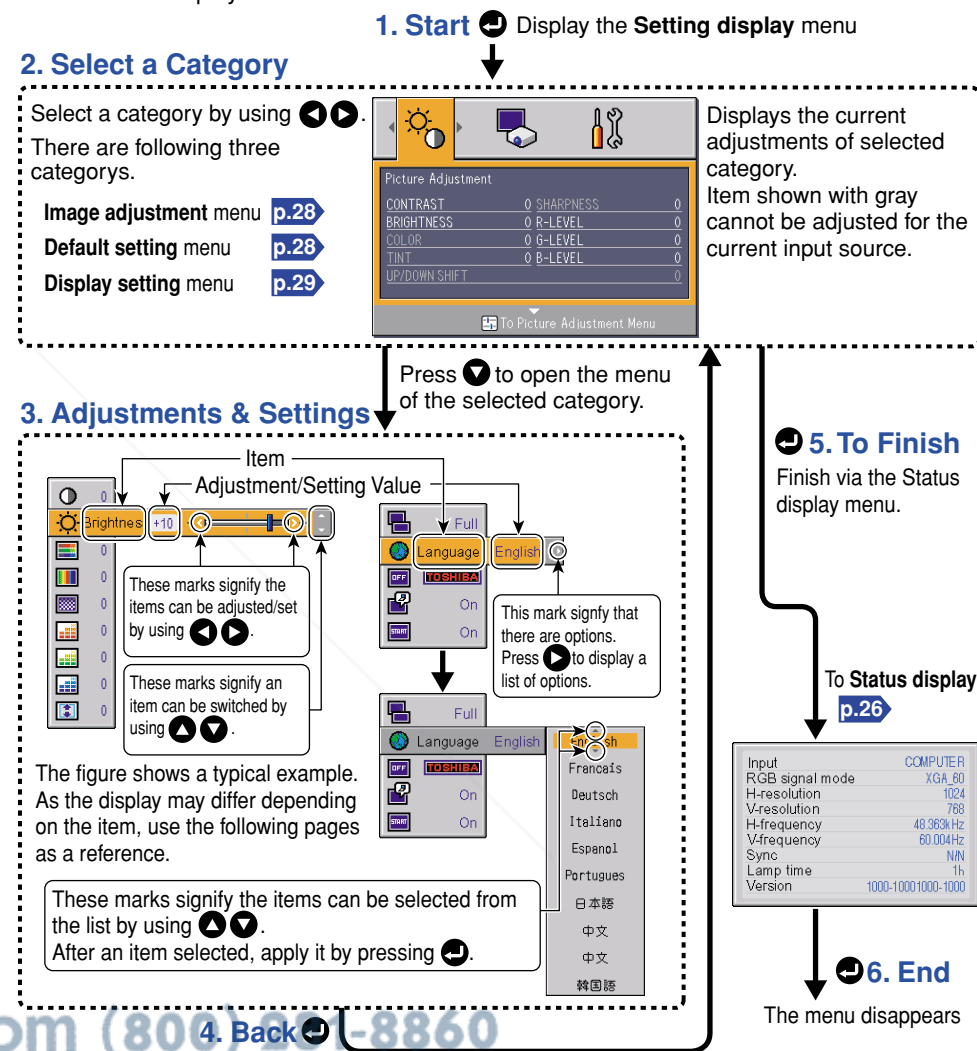 1. Start Display the Setting display menu
2. Select a Category
Select a category by using .
There are following three
categorys.
Image adjustment menu p.28
Default setting menu p.28
Display setting menu p.29
Picture Adjustment
CONTRAST 0 SHARPNESS 0
BRIGHTNESS 0 R-LEVEL 0
COLOR 0 G-LEVEL 0
TINT 0 B-LEVEL 0
UP/DOWN SHIFT 0
To Picture Adjustment Menu
Displays the current
adjustments of selected
category.
Item shown with gray
cannot be adjusted for the
current input source.
Press to open the menu
of the selected category.
3. Adjustments & Settings
Item
Adjustment/Setting Value
0
Brightnes +10
0
0
0
0
0
0
0
These marks signify the
items can be adjusted/set
by using .
These marks signify an
item can be switched by
using .
Full
Language English
OFF TOSHIBA
On
START On
This mark signfy that
there are options.
Press to display a
list of options.
Full
Language English
OFF TOSHIBA
On
START On
English
Francais
Deutsch
Italiano
Espanol
Portugues
日本語
中文
中文
韓国語
The figure shows a typical example.
As the display may differ depending
on the item, use the following pages
as a reference.
These marks signify the items can be selected from
the list by using .
After an item selected, apply it by pressing .
4. Back
5. To Finish
Finish via the Status
display menu.
To Status display
p.26
Input COMPUTER
RGB signal mode XGA_60
H-resolution 1024
V-resolution 768
H-frequency 48.363kHz
V-frequency 60.004Hz
Sync N/N
Lamp time 1h
Version 1000-10001000-1000
6. End
The menu disappears
om (800) -8860